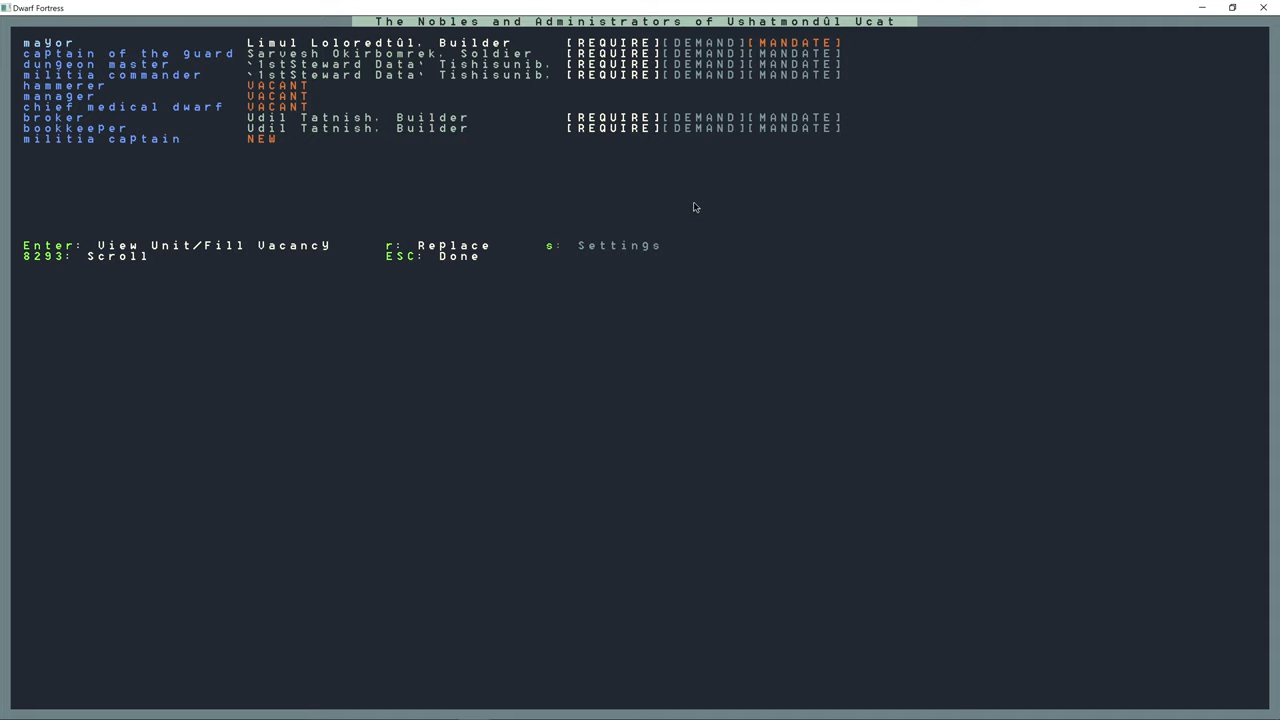 Dwarf Fortress
The Nobles and Administrators of Ushatmondûl Ucat
mayor Limul Loloredtûl, Builder [REQUIRE][DEMAND][MANDATE]
captain of the guard Sarvesh Okirbomrek, Soldier [REQUIRE][DEMAND][MANDATE]
dungeon master `1stSteward Data` Tishisunib, [REQUIRE][DEMAND][MANDATE]
militia commander `1stSteward Data` Tishisunib, [REQUIRE][DEMAND][MANDATE]
hammerer VACANT
manager VACANT
chief medical dwarf VACANT
broker Udil Tatnish, Builder [REQUIRE][DEMAND][MANDATE]
bookkeeper Udil Tatnish, Builder [REQUIRE][DEMAND][MANDATE]
militia captain NEW
Enter: View Unit/Fill Vacancy r: Replace s: Settings
8293: Scroll ESC: Done